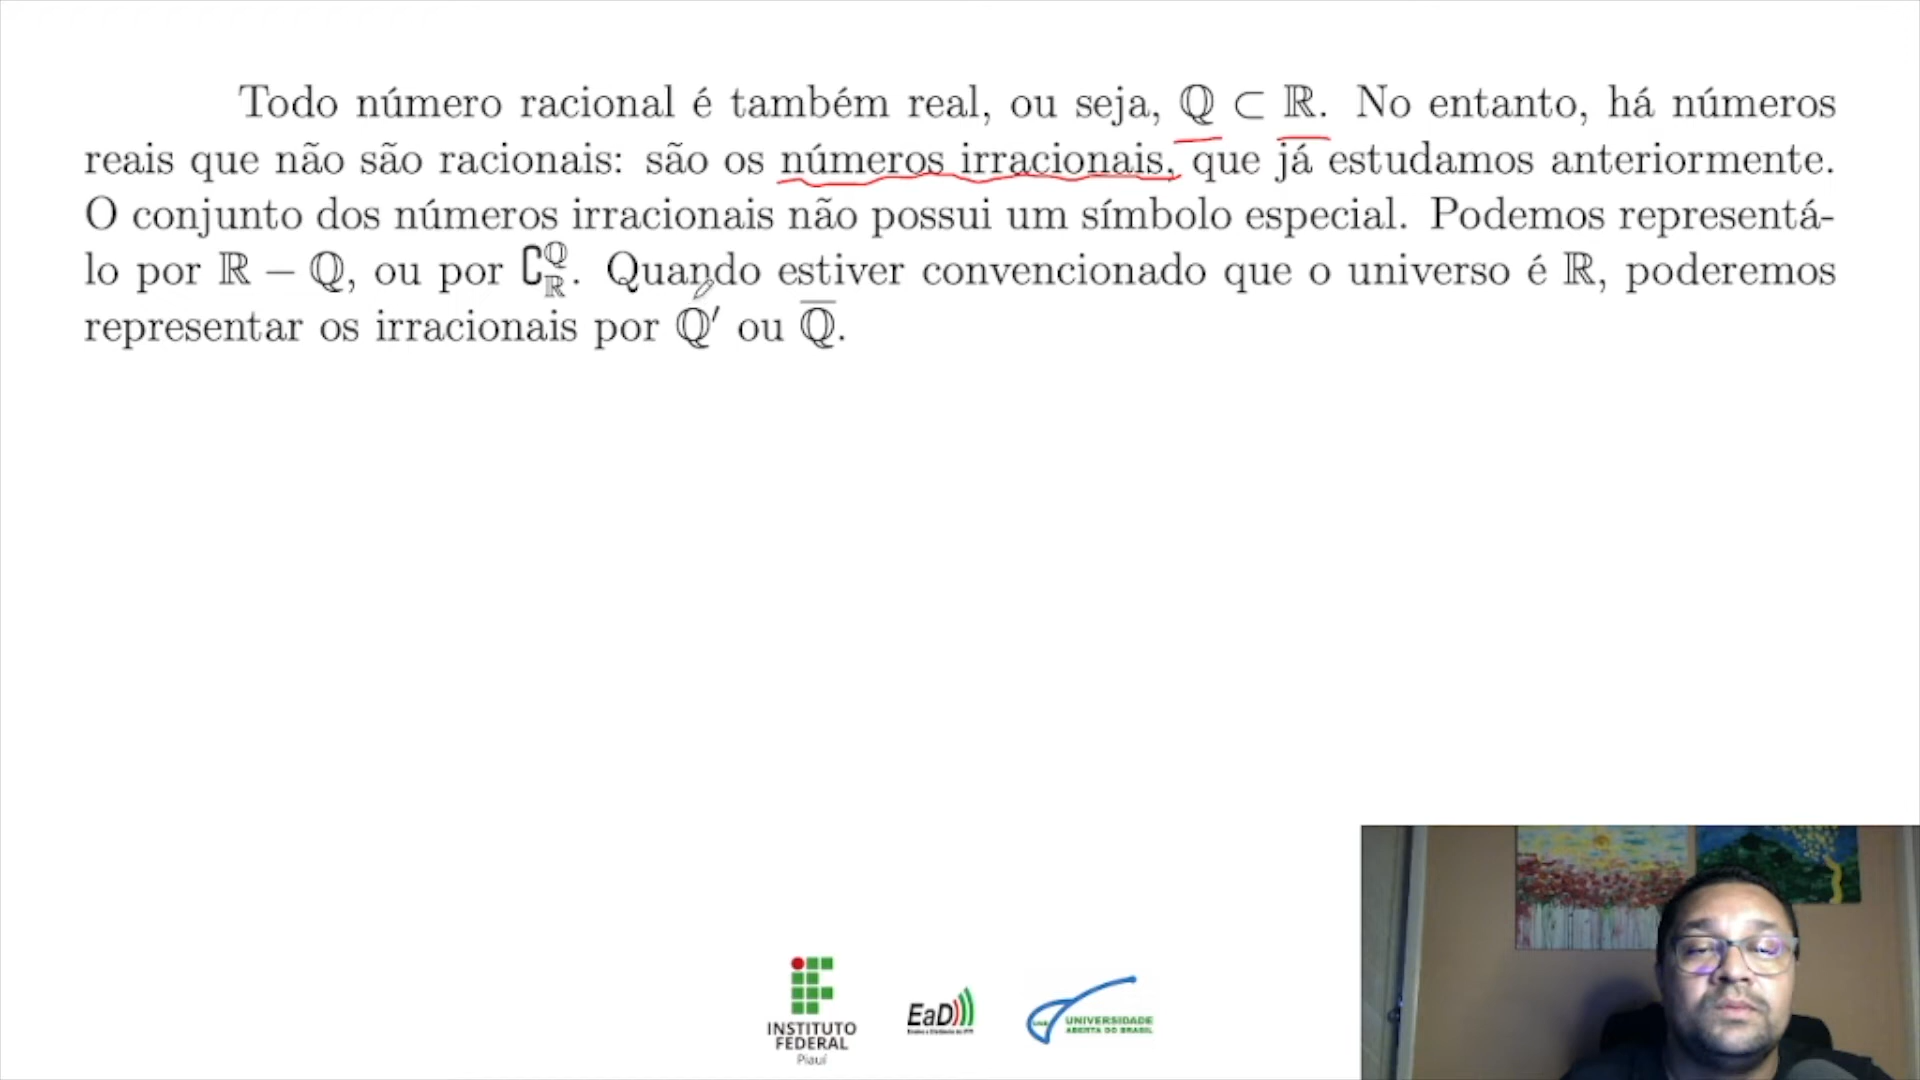 Todo número racional é também real, ou seja, ℚ ⊂ ℝ. No entanto, há números
reais que não são racionais: são os números irracionais, que já estudamos anteriormente.
O conjunto dos números irracionais não possui um símbolo especial. Podemos representá-
lo por ℝ − ℚ, ou por ∁_ℝ^ℚ. Quando estiver convencionado que o universo é ℝ, poderemos
representar os irracionais por ℚ′ ou ℚ̅.
INSTITUTO
FEDERAL
Piauí
EaD
UNIVERSIDADE
ABERTA DO BRASIL